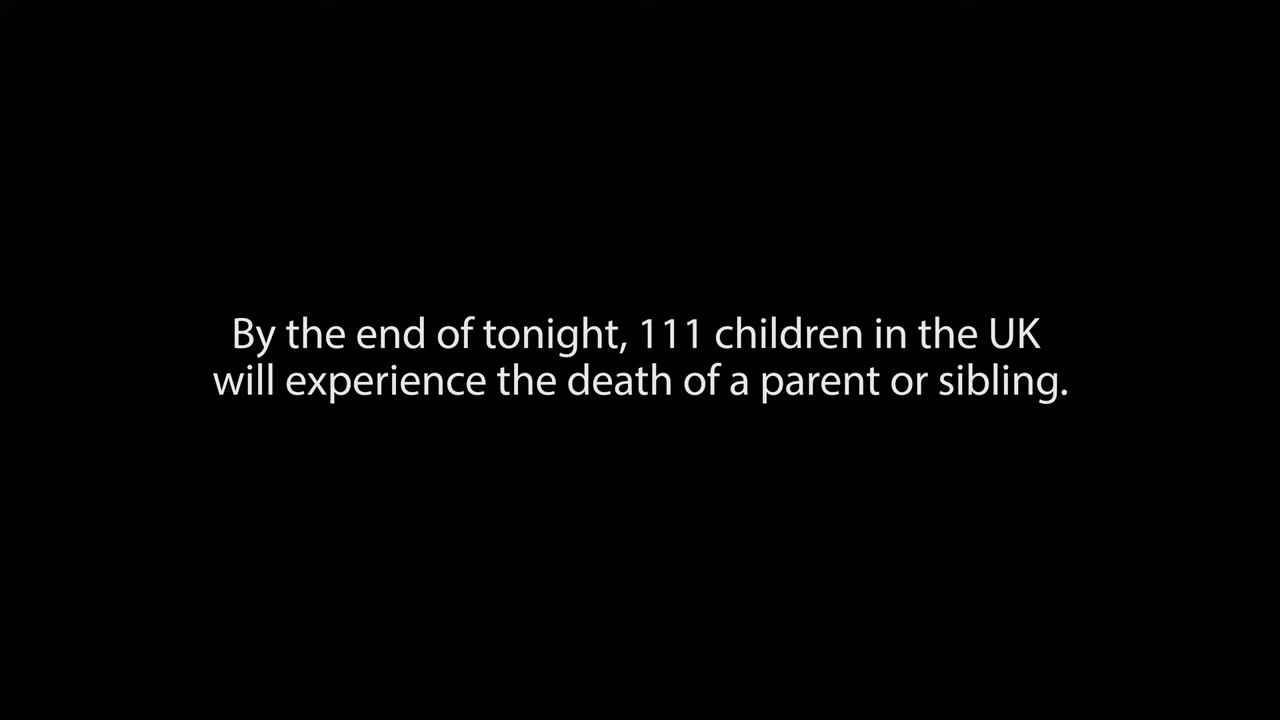 By the end of tonight, 111 children in the UK
will experience the death of a parent or sibling.